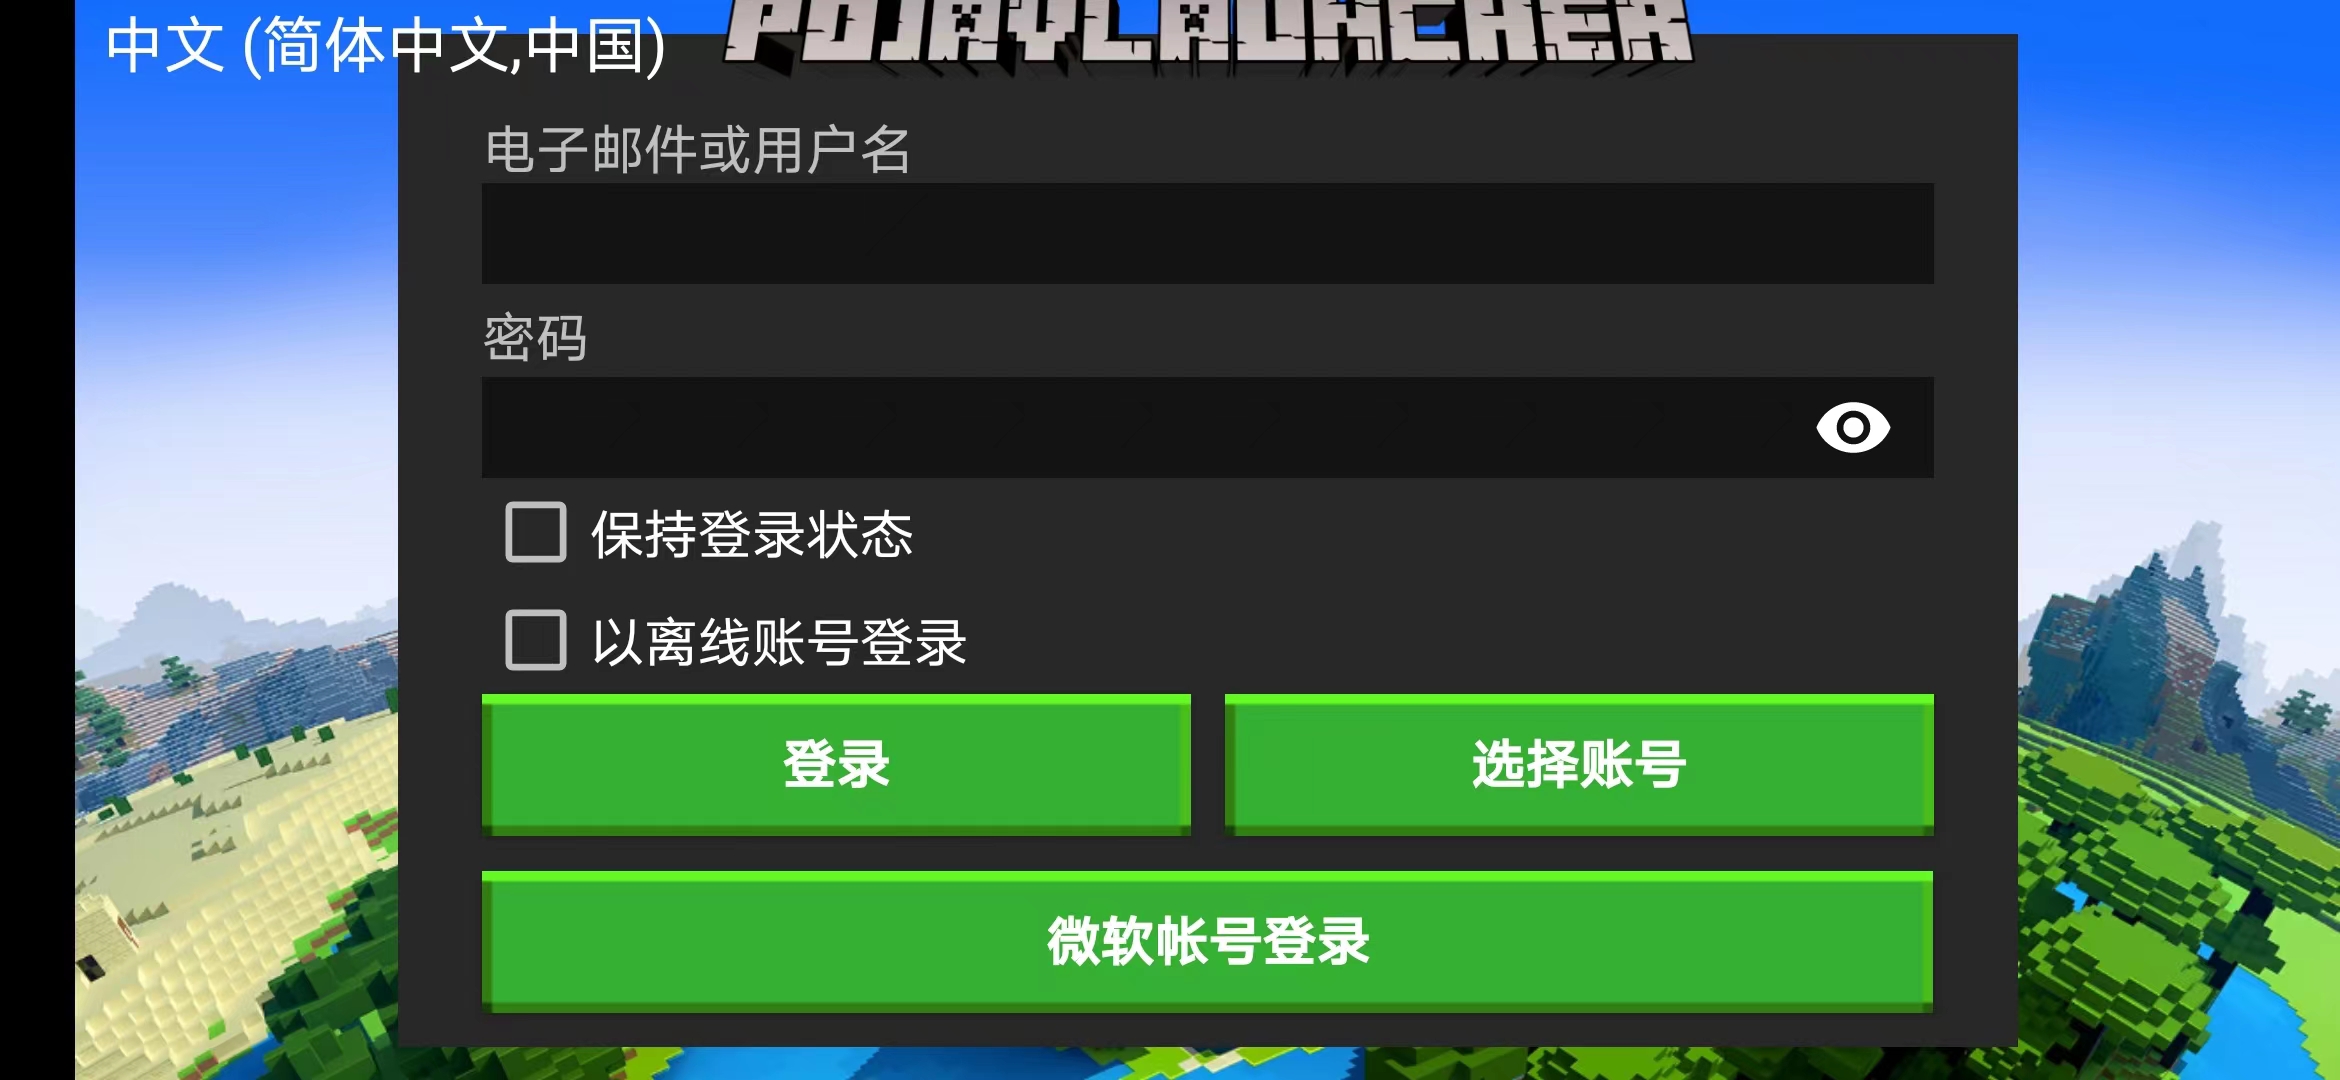 中文 (简体中文,中国)
POJAVLAUNCHER
电子邮件或用户名
密码
保持登录状态
以离线账号登录
登录
选择账号
微软帐号登录